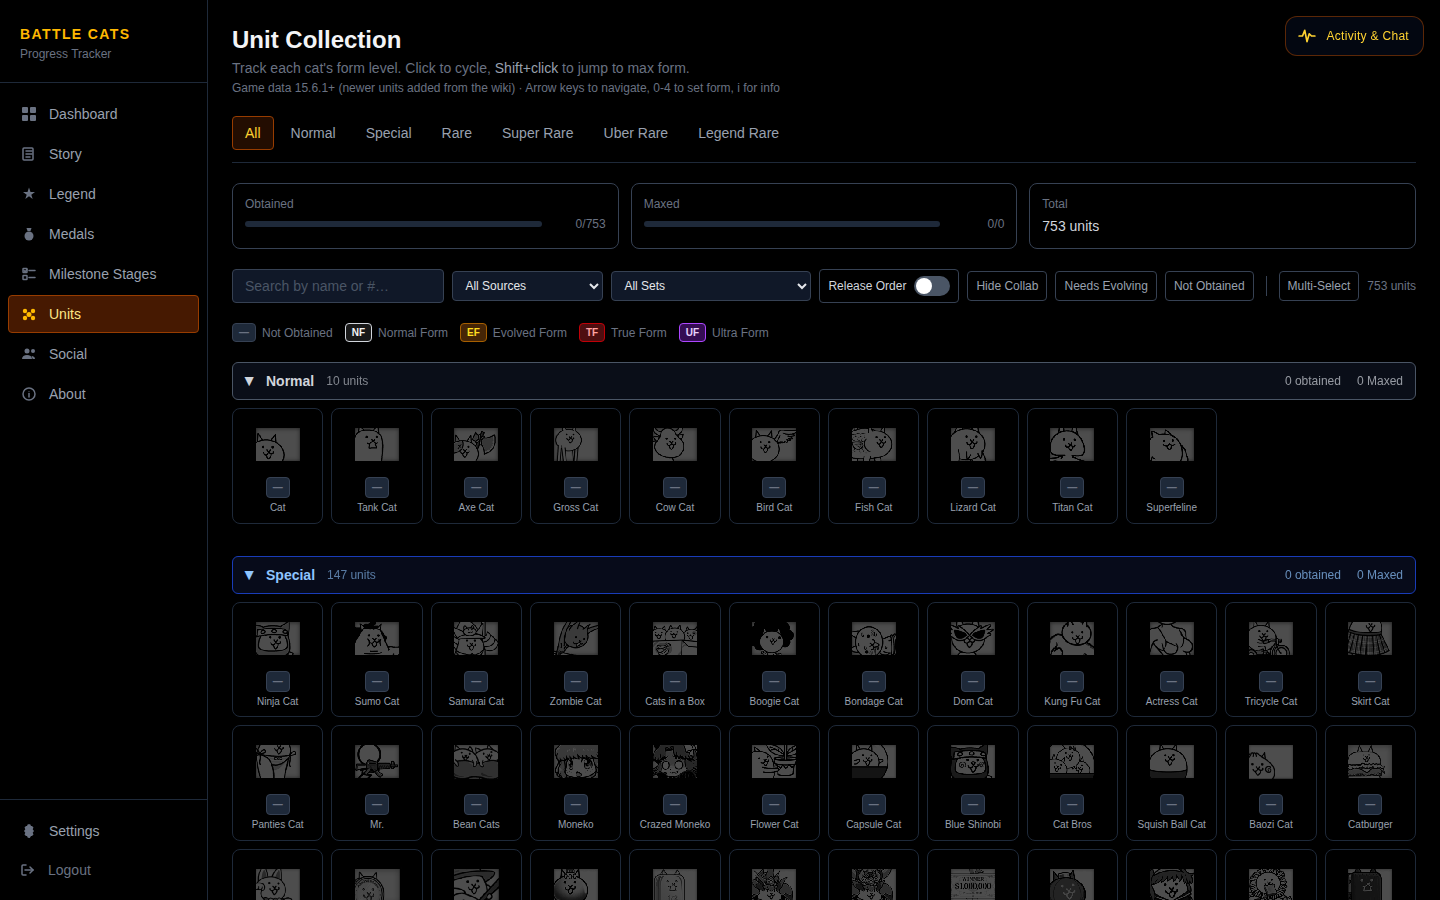 BATTLE CATS
Progress Tracker
Dashboard
Story
Legend
Medals
Milestone Stages
Units
Social
About
Settings
Logout
Unit Collection
Track each cat's form level. Click to cycle, Shift+click to jump to max form.
Game data 15.6.1+ (newer units added from the wiki) · Arrow keys to navigate, 0-4 to set form, i for info
Activity & Chat
All Normal Special Rare Super Rare Uber Rare Legend Rare
Obtained
0/753
Maxed
0/0
Total
753 units
Search by name or #… All Sources All Sets Release Order Hide Collab Needs Evolving Not Obtained Multi-Select 753 units
— Not Obtained NF Normal Form EF Evolved Form TF True Form UF Ultra Form
▼ Normal 10 units 0 obtained 0 Maxed
— — — — — — — — — —
Cat Tank Cat Axe Cat Gross Cat Cow Cat Bird Cat Fish Cat Lizard Cat Titan Cat Superfeline
▼ Special 147 units 0 obtained 0 Maxed
— — — — — — — — — — — —
Ninja Cat Sumo Cat Samurai Cat Zombie Cat Cats in a Box Boogie Cat Bondage Cat Dom Cat Kung Fu Cat Actress Cat Tricycle Cat Skirt Cat
— — — — — — — — — — — —
Panties Cat Mr. Bean Cats Moneko Crazed Moneko Flower Cat Capsule Cat Blue Shinobi Cat Bros Squish Ball Cat Baozi Cat Catburger
SUMMER
$1,000,000